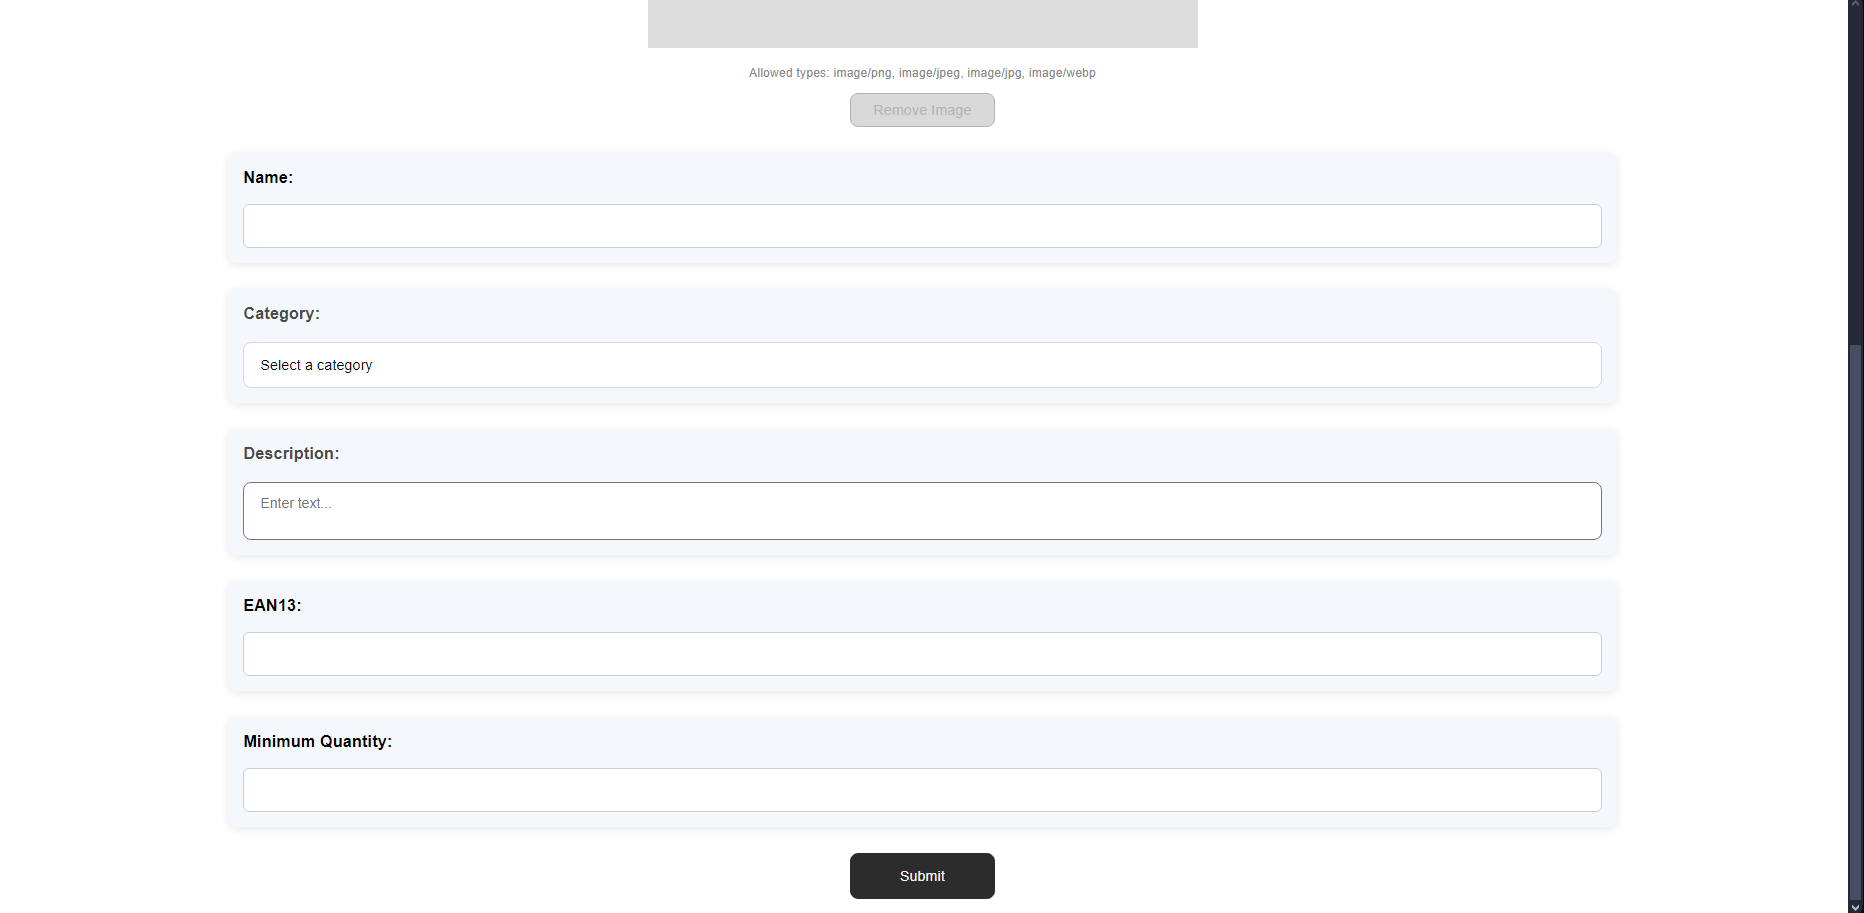 Allowed types: image/png, image/jpeg, image/jpg, image/webp
Remove Image
Name:
Category:
Select a category
Description:
Enter text...
EAN13:
Minimum Quantity:
Submit